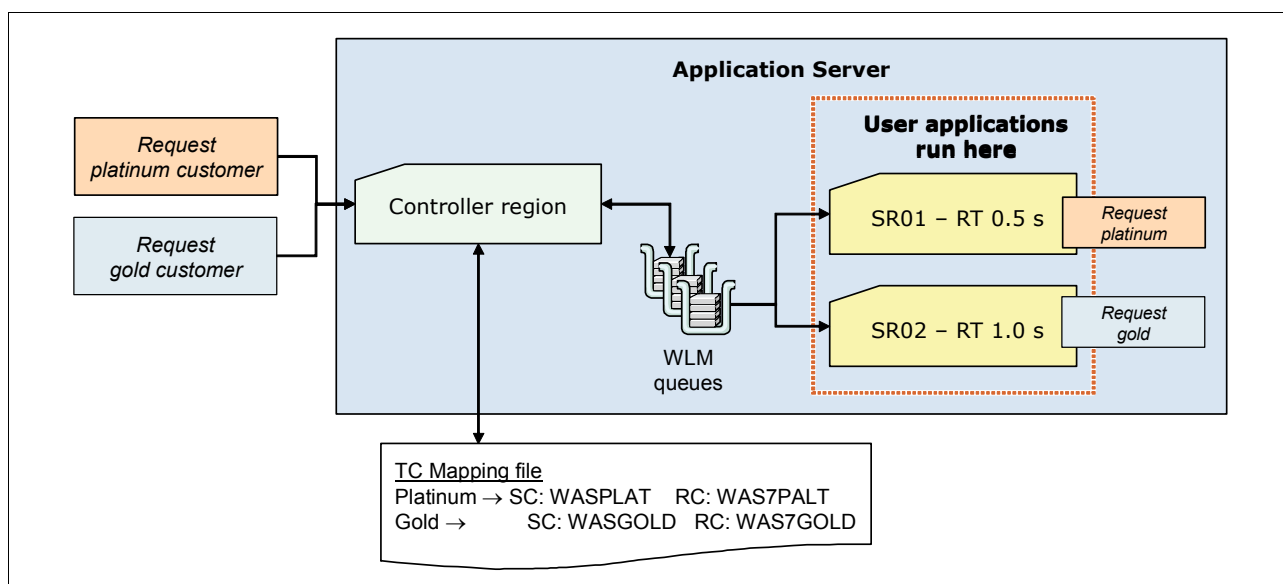 Application Server
Request
platinum customer
Request
gold customer
Controller region
WLM
queues
User applications
run here
SR01 – RT 0.5 s
Request
platinum
SR02 – RT 1.0 s
Request
gold
TC Mapping file
Platinum → SC: WASPLAT RC: WAS7PALT
Gold → SC: WASGOLD RC: WAS7GOLD